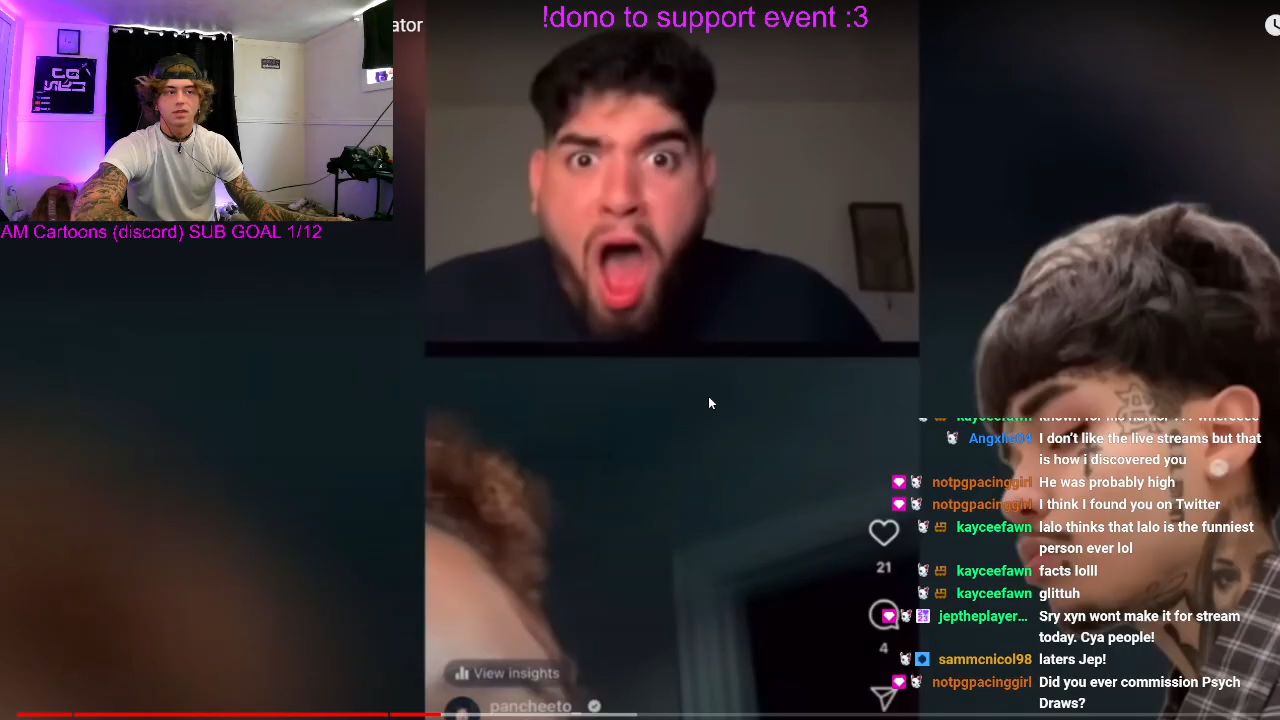 ator
!dono to support event :3
AM Cartoons (discord) SUB GOAL 1/12
Angxlic04 I don't like the live streams but that
is how i discovered you
notpgpacinggirl He was probably high
notpgpacinggirl I think I found you on Twitter
kayceefawn lalo thinks that lalo is the funniest
person ever lol
kayceefawn facts lolll
kayceefawn glittuh
jeptheplayer… Sry xyn wont make it for stream
today. Cya people!
sammcnicol98 laters Jep!
notpgpacinggirl Did you ever commission Psych
Draws?
21
4
View insights
pancheeto_